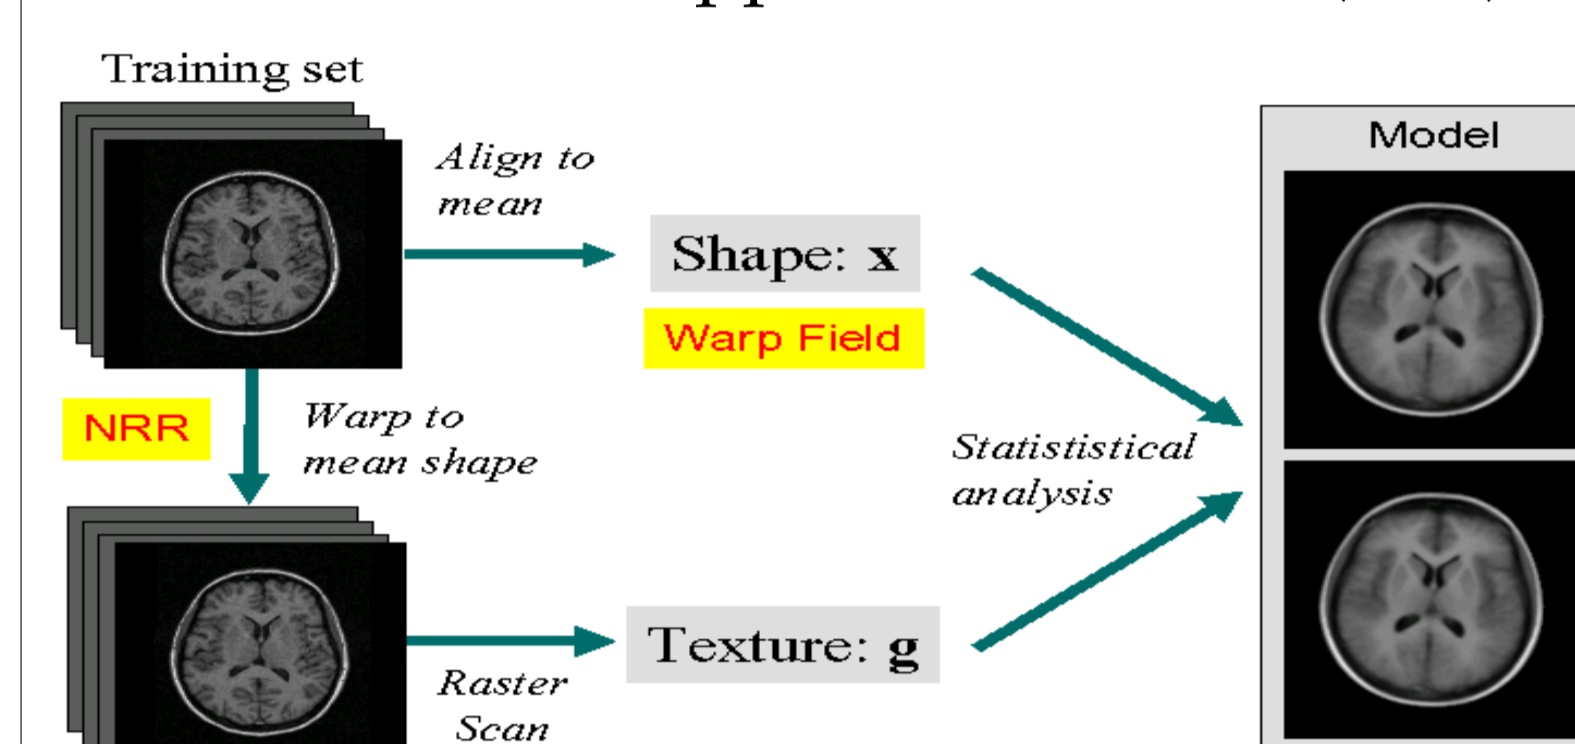 Training set
Align to
mean
Model
Shape: x
Warp Field
NRR
Warp to
mean shape
Statististical
analysis
Texture: g
Raster
Scan